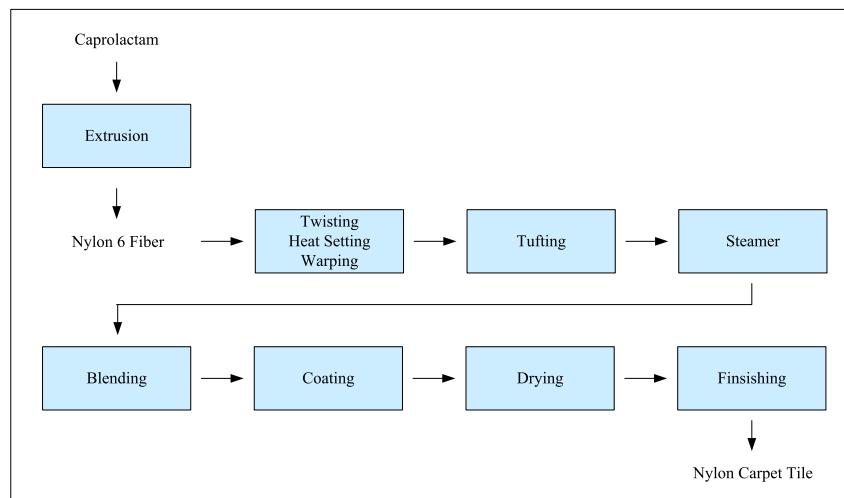 Caprolactam
Extrusion
Nylon 6 Fiber
Twisting
Heat Setting
Warping
Tufting
Steamer
Blending
Coating
Drying
Finsishing
Nylon Carpet Tile